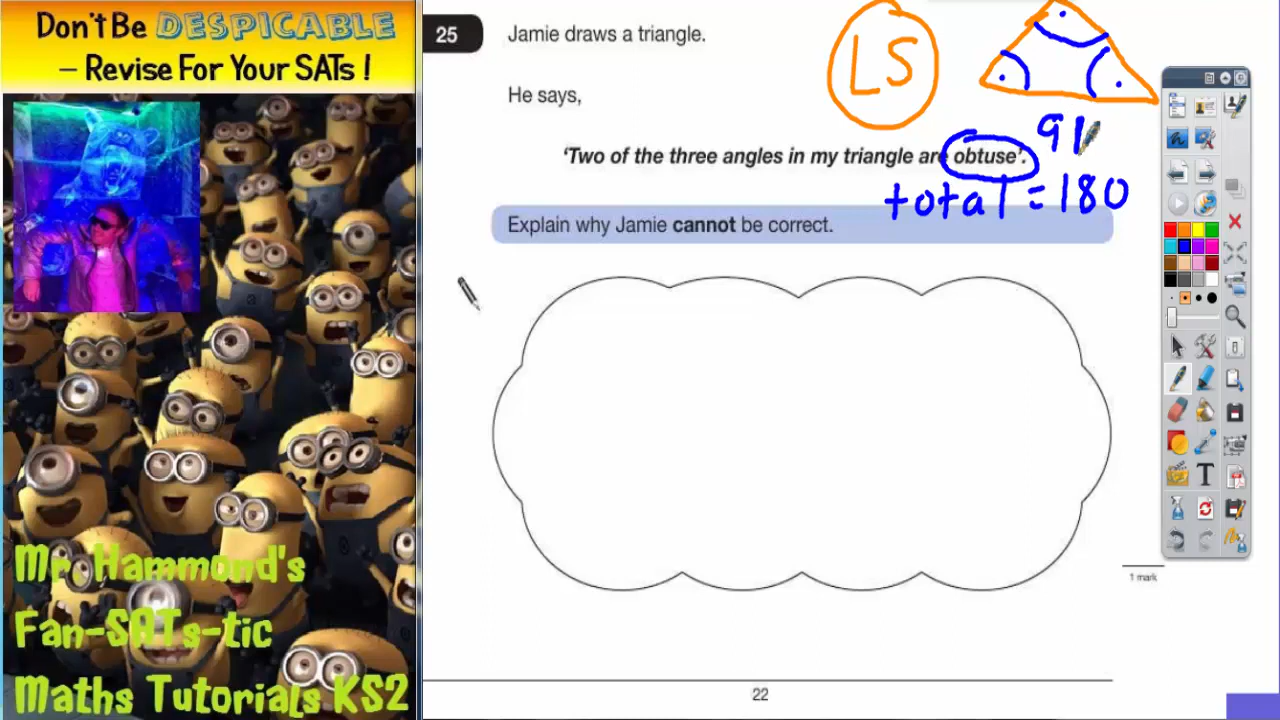 Don't Be DESPICABLE
– Revise For Your SATs !
Mr. Hammond's
Fan-SATs-tic
Maths Tutorials KS2
25
Jamie draws a triangle.
LS
He says,
91
'Two of the three angles in my triangle are obtuse'.
total = 180
Explain why Jamie cannot be correct.
1 mark
22